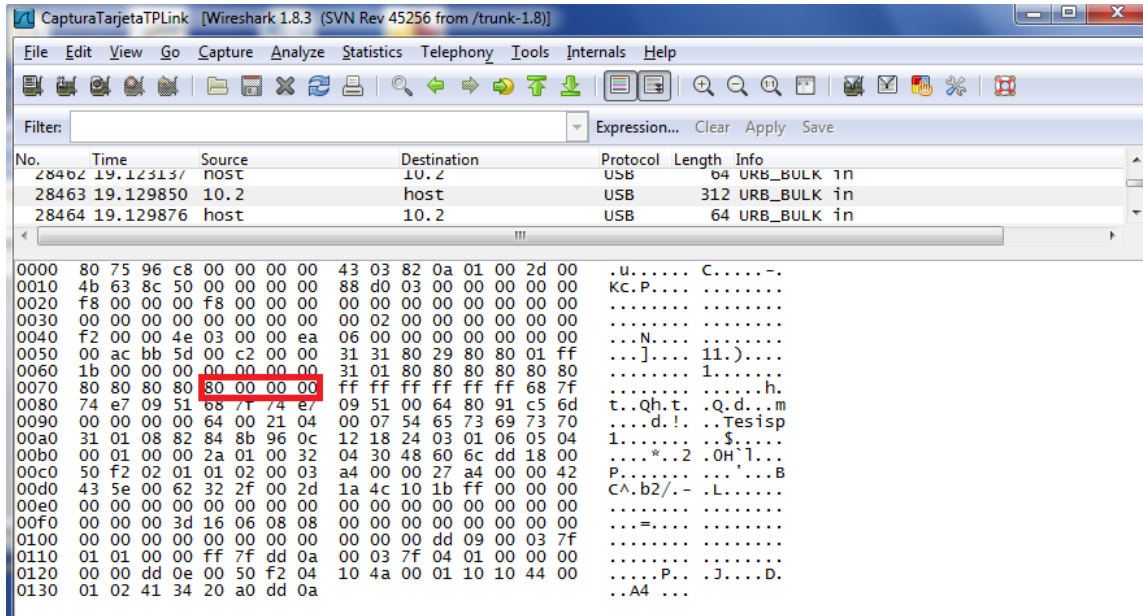 CapturaTarjetaTPLink [Wireshark 1.8.3 (SVN Rev 45256 from /trunk-1.8)]
File Edit View Go Capture Analyze Statistics Telephony Tools Internals Help
Filter: Expression... Clear Apply Save
No. Time Source Destination Protocol Length Info
28462 19.123137 host 10.2 USB 64 URB_BULK in
28463 19.129850 10.2 host USB 312 URB_BULK in
28464 19.129876 host 10.2 USB 64 URB_BULK in
0000 80 75 96 c8 00 00 00 00 43 03 82 0a 01 00 2d 00 .u...... C.....-.
0010 4b 63 8c 50 00 00 00 00 88 d0 03 00 00 00 00 00 Kc.P.... ........
0020 f8 00 00 00 f8 00 00 00 00 00 00 00 00 00 00 00 ........ ........
0030 00 00 00 00 00 00 00 00 00 02 00 00 00 00 00 00 ........ ........
0040 f2 00 00 4e 03 00 00 ea 06 00 00 00 00 00 00 00 ...N.... ........
0050 00 ac bb 5d 00 c2 00 00 31 31 80 29 80 80 01 ff ...].... 11.)....
0060 1b 00 00 00 00 00 00 00 31 01 80 80 80 80 80 80 ........ 1.......
0070 80 80 80 80 80 00 00 00 ff ff ff ff ff ff 68 7f ........ ......h.
0080 74 e7 09 51 68 7f 74 e7 09 51 00 64 80 91 c5 6d t..Qh.t. .Q.d...m
0090 00 00 00 00 64 00 21 04 00 07 54 65 73 69 73 70 ....d.!. ..Tesisp
00a0 31 01 08 82 84 8b 96 0c 12 18 24 03 01 06 05 04 1....... ..$.....
00b0 00 01 00 00 2a 01 00 32 04 30 48 60 6c dd 18 00 ....*..2 .0H`l...
00c0 50 f2 02 01 01 02 00 03 a4 00 00 27 a4 00 00 42 P....... ...'...B
00d0 43 5e 00 62 32 2f 00 2d 1a 4c 10 1b ff 00 00 00 C^.b2/.- .L......
00e0 00 00 00 00 00 00 00 00 00 00 00 00 00 00 00 00 ........ ........
00f0 00 00 00 3d 16 06 08 08 00 00 00 00 00 00 00 00 ...=.... ........
0100 00 00 00 00 00 00 00 00 00 00 00 dd 09 00 03 7f ........ ........
0110 01 01 00 00 ff 7f dd 0a 00 03 7f 04 01 00 00 00 ........ ........
0120 00 00 dd 0e 00 50 f2 04 10 4a 00 01 10 10 44 00 .....P.. .J....D.
0130 01 02 41 34 20 a0 dd 0a ..A4 ...